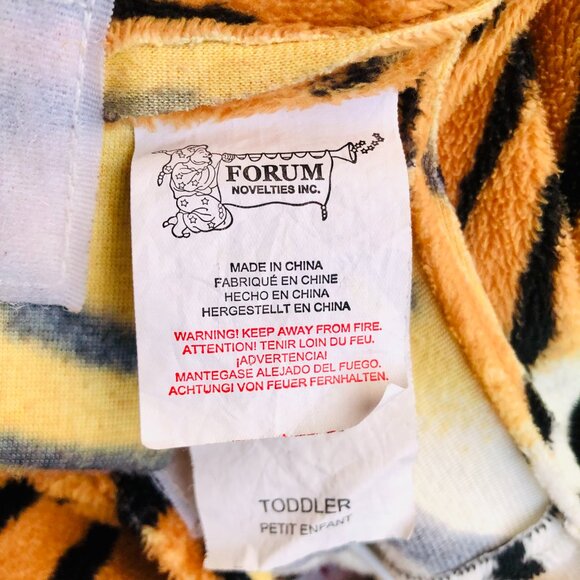 FORUM
NOVELTIES INC.
MADE IN CHINA
FABRIQUÉ EN CHINE
HECHO EN CHINA
HERGESTELLT EN CHINA
WARNING! KEEP AWAY FROM FIRE.
ATTENTION! TENIR LOIN DU FEU.
¡ADVERTENCIA!
MANTEGASE ALEJADO DEL FUEGO.
ACHTUNG! VON FEUER FERNHALTEN.
TODDLER
PETIT ENFANT